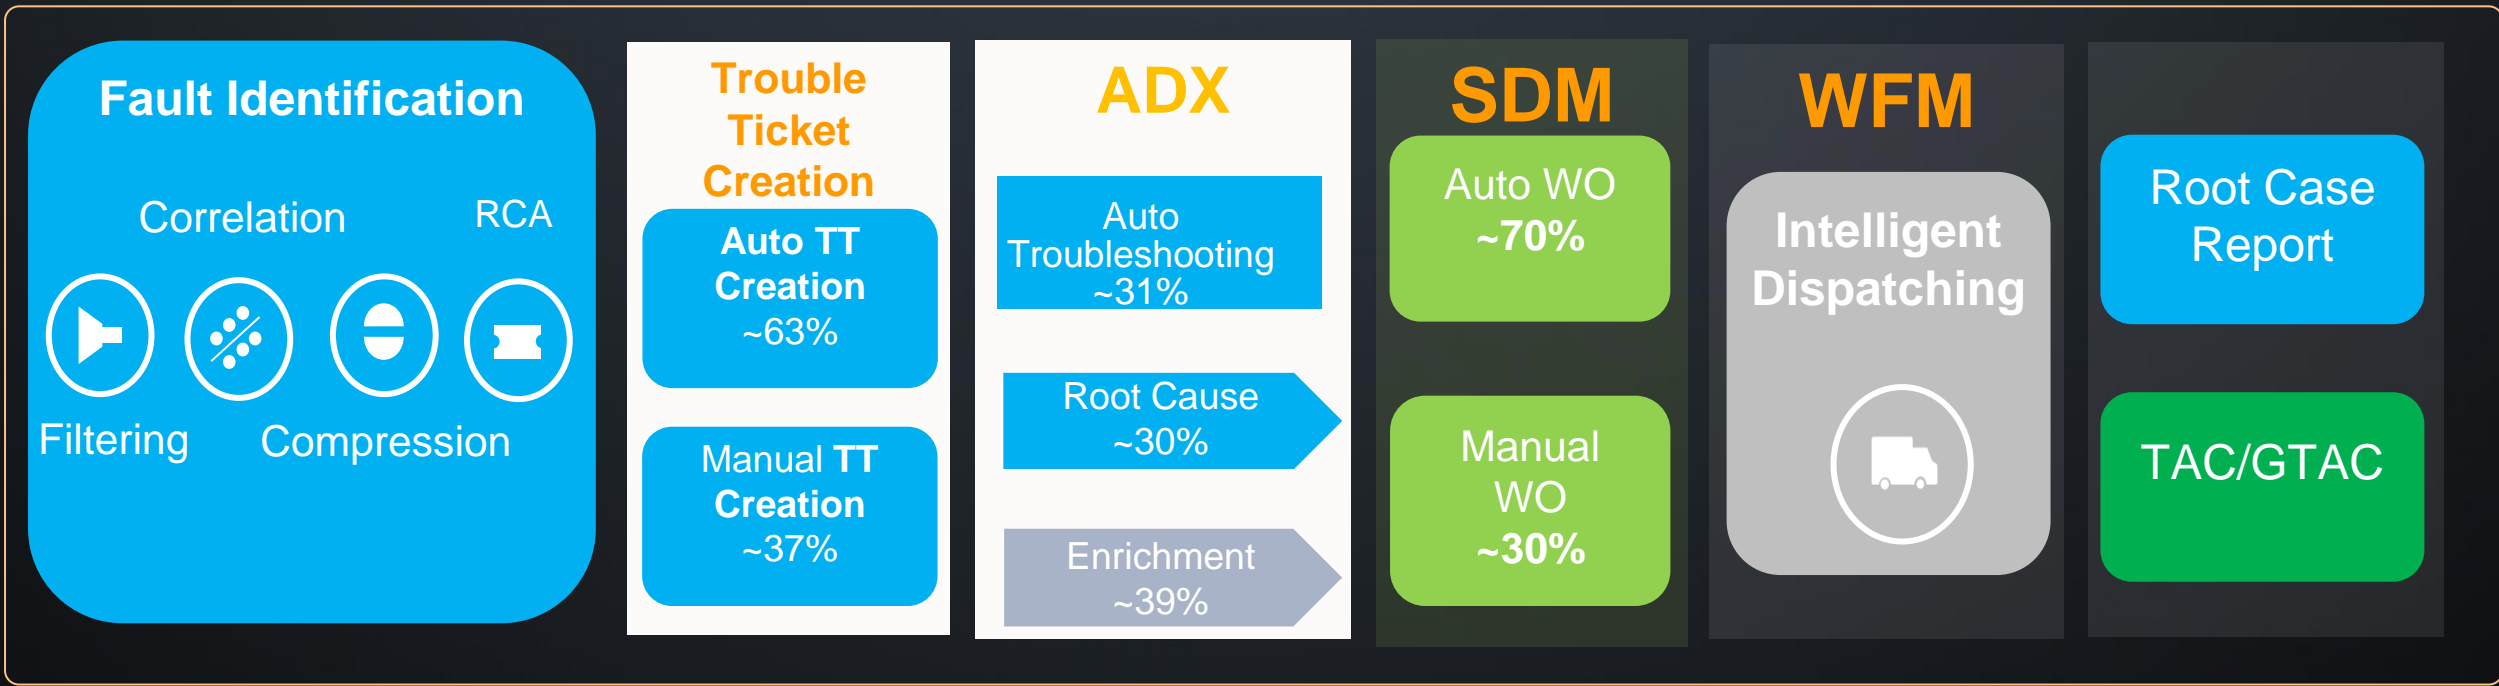 Fault Identification
Correlation
RCA
Filtering
Compression
Trouble
Ticket
Creation
Auto TT
Creation
~63%
Manual TT
Creation
~37%
ADX
Auto
Troubleshooting
~31%
Root Cause
~30%
Enrichment
~39%
SDM
Auto WO
~70%
Manual
WO
~30%
WFM
Intelligent
Dispatching
Root Case
Report
TAC/GTAC